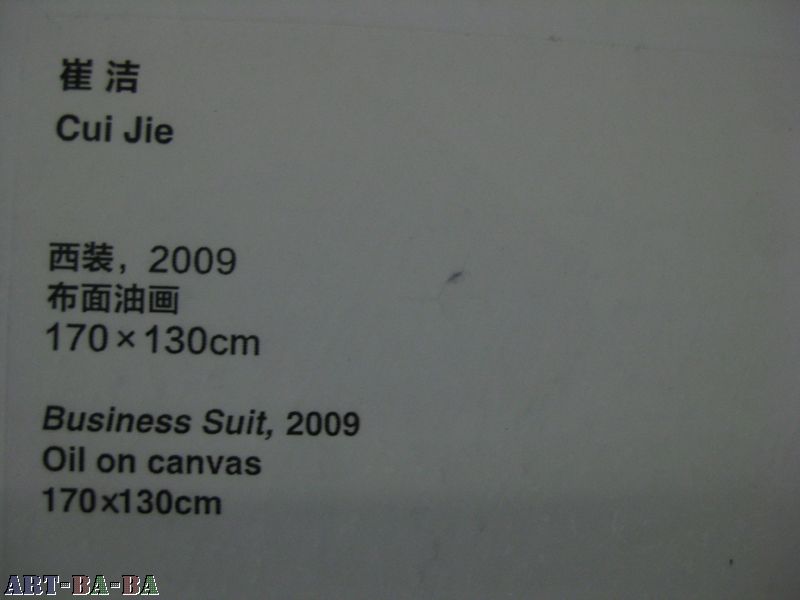 崔 洁
Cui Jie
西装，2009
布面油画
170×130cm
Business Suit, 2009
Oil on canvas
170x130cm
ART-BA-BA